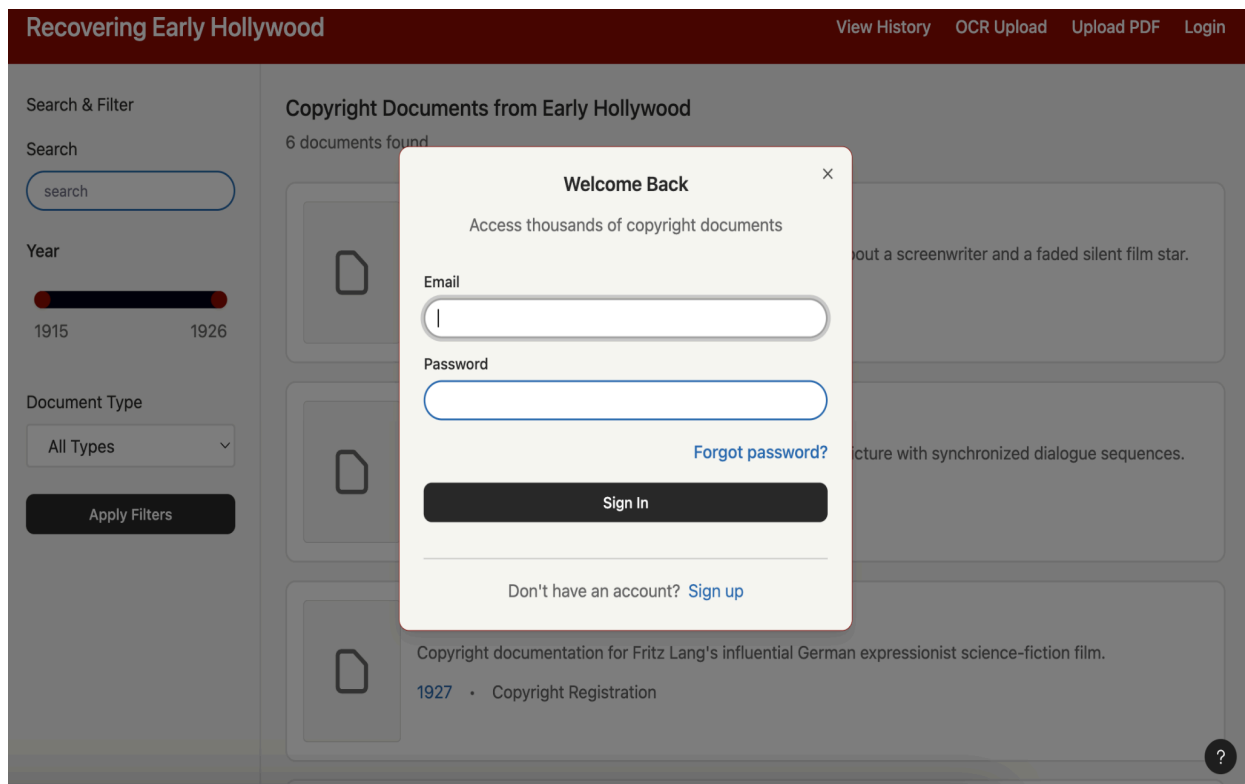 Recovering Early Hollywood
View History OCR Upload Upload PDF Login
Search & Filter
Search
search
Year
1915 1926
Document Type
All Types
Apply Filters
Copyright Documents from Early Hollywood
6 documents found
out a screenwriter and a faded silent film star.
icture with synchronized dialogue sequences.
Copyright documentation for Fritz Lang's influential German expressionist science-fiction film.
1927 · Copyright Registration
Welcome Back
×
Access thousands of copyright documents
Email
Password
Forgot password?
Sign In
Don't have an account? Sign up
?